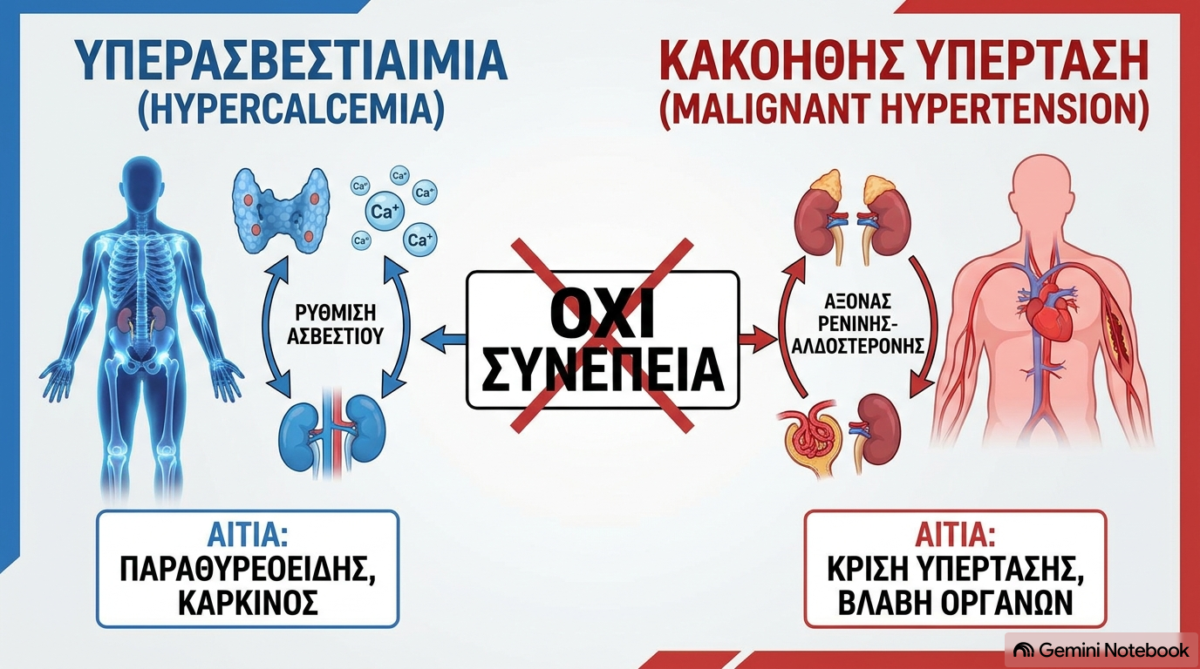 ΥΠΕΡΑΣΒΕΣΤΙΑΙΜΙΑ
(HYPERCALCEMIA)
Ca⁺
Ca⁺
Ca⁺
Ca⁺
Ca⁺
Ca⁺
ΡΥΘΜΙΣΗ
ΑΣΒΕΣΤΙΟΥ
ΑΙΤΙΑ:
ΠΑΡΑΘΥΡΕΟΕΙΔΗΣ,
ΚΑΡΚΙΝΟΣ
ΟΧΙ
ΣΥΝΕΠΕΙΑ
ΚΑΚΟΗΘΗΣ ΥΠΕΡΤΑΣΗ
(MALIGNANT HYPERTENSION)
ΑΞΟΝΑΣ
ΡΕΝΙΝΗΣ-
-ΑΛΔΟΣΤΕΡΟΝΗΣ
ΑΙΤΙΑ:
ΚΡΙΣΗ ΥΠΕΡΤΑΣΗΣ,
ΒΛΑΒΗ ΟΡΓΑΝΩΝ
Gemini Notebook